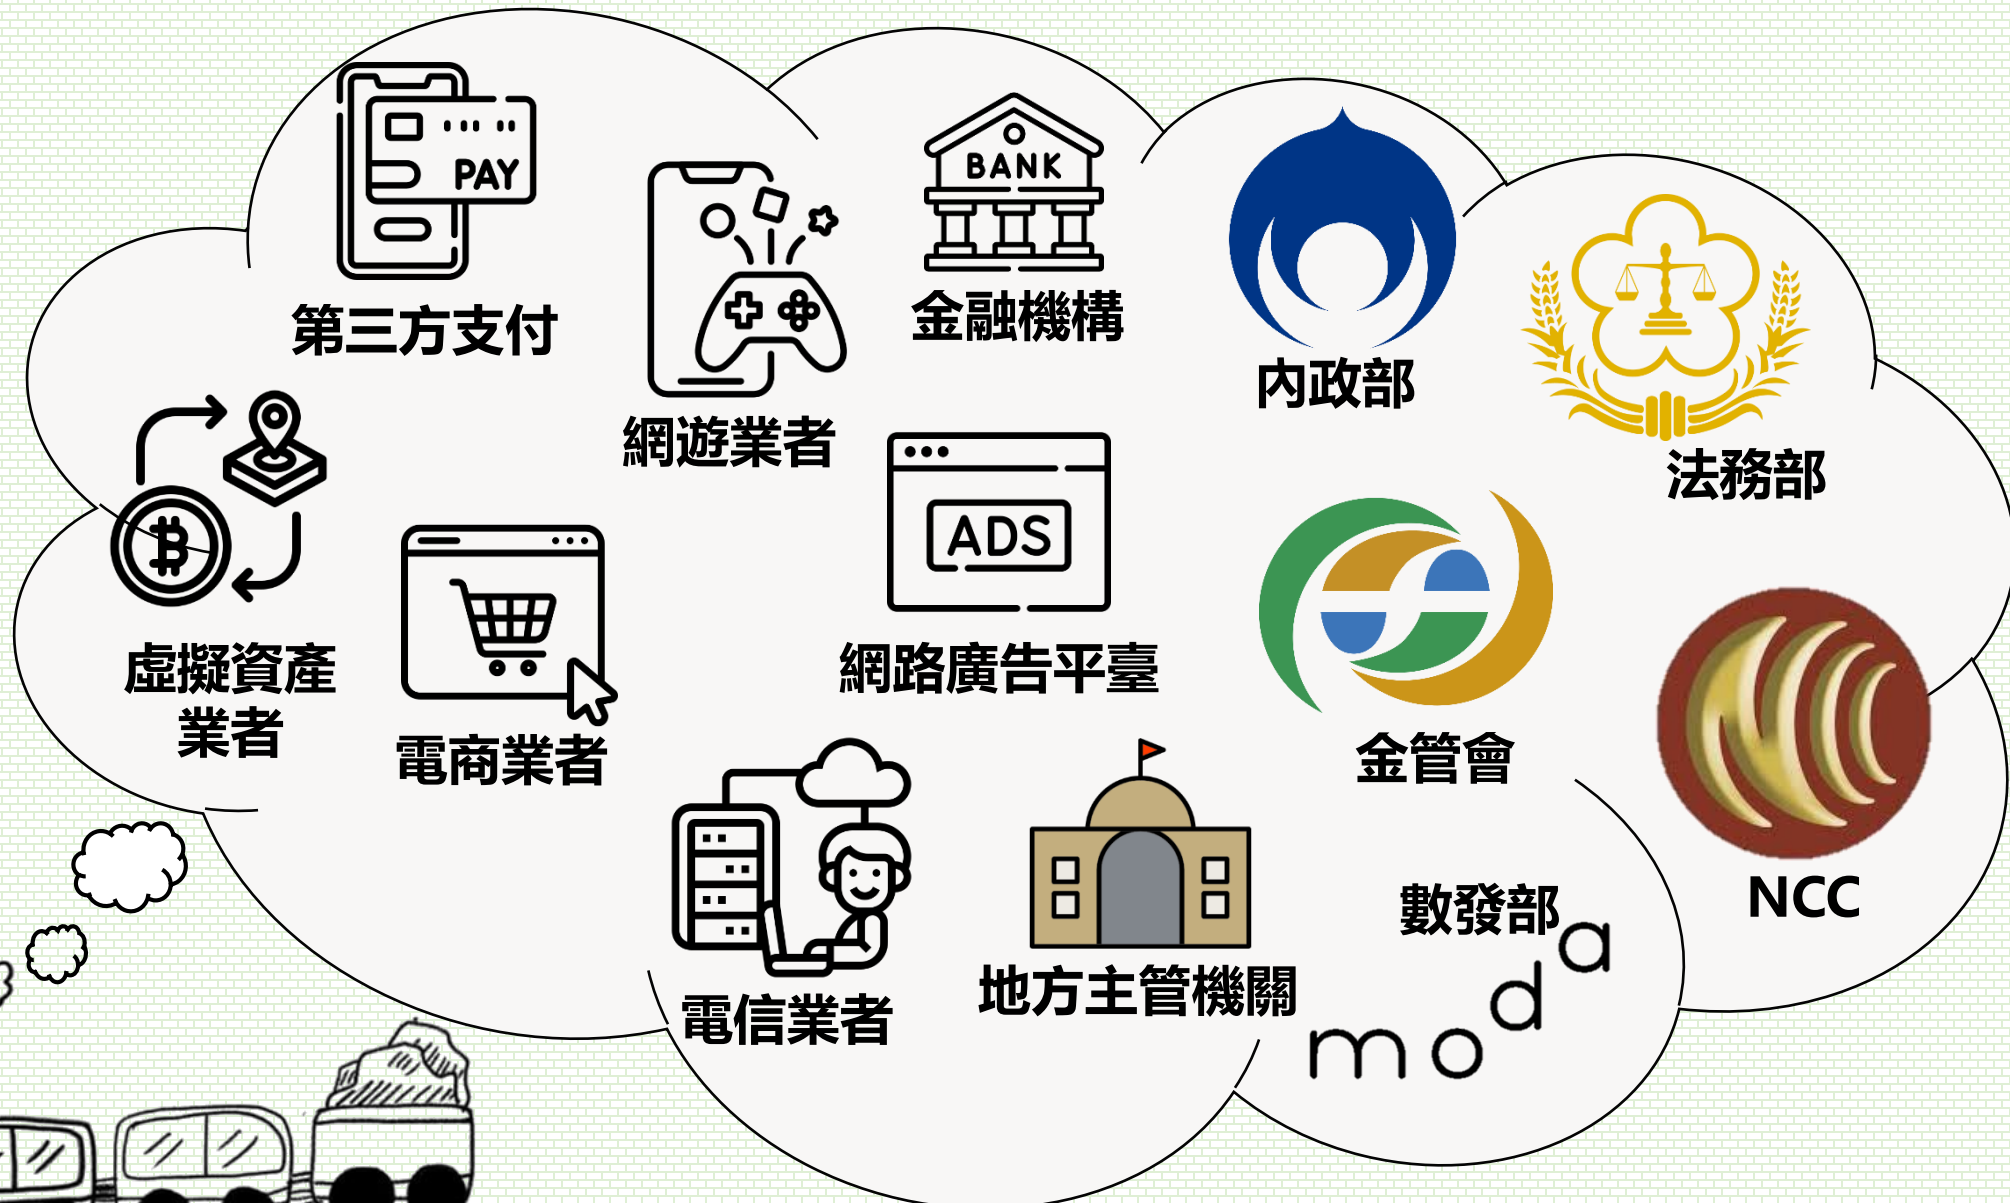 PAY
第三方支付
網遊業者
BANK
金融機構
內政部
法務部
虛擬資產
業者
電商業者
ADS
網路廣告平臺
金管會
NCC
電信業者
地方主管機關
數發部
moda